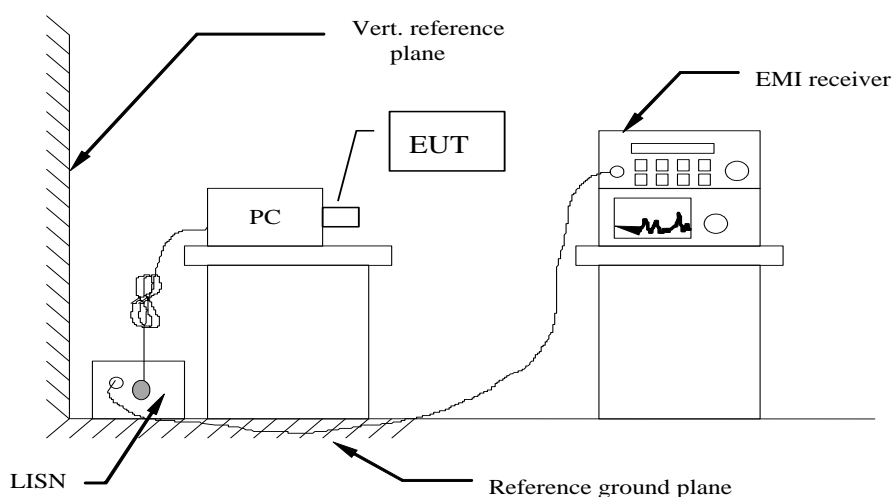 Vert. reference
plane
EMI receiver
EUT
PC
LISN
Reference ground plane